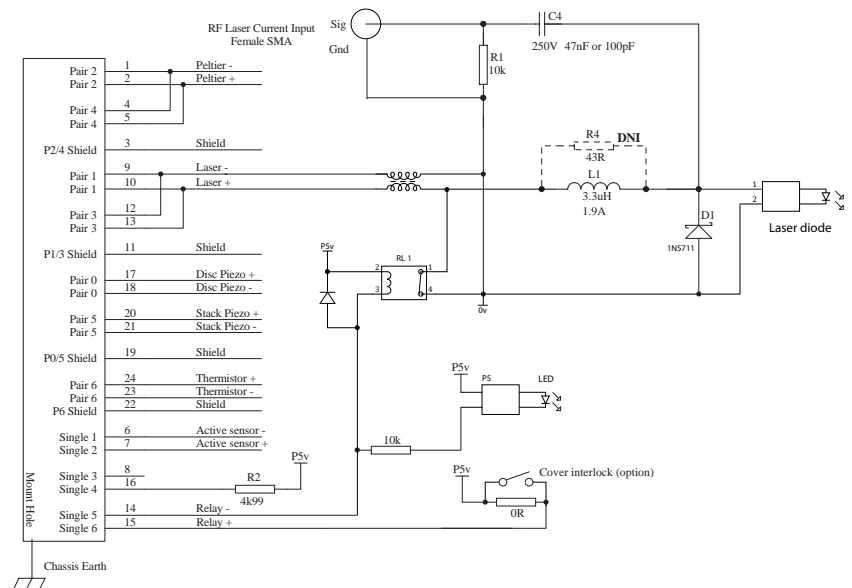 RF Laser Current Input
Female SMA
Sig
Gnd
C4
250V 47nF or 100pF
R1
10k
Pair 2 1 Peltier -
Pair 2 2 Peltier +
Pair 4 4
Pair 4 5
P2/4 Shield 3 Shield
Pair 1 9 Laser -
Pair 1 10 Laser +
Pair 3 12
Pair 3 13
P1/3 Shield 11 Shield
Pair 0 17 Disc Piezo +
Pair 0 18 Disc Piezo -
Pair 5 20 Stack Piezo +
Pair 5 21 Stack Piezo -
P0/5 Shield 19 Shield
Pair 6 24 Thermistor +
Pair 6 23 Thermistor -
P6 Shield 22 Shield
Single 1 6 Active sensor -
Single 2 7 Active sensor +
Single 3 8
Single 4 16
Single 5 14 Relay -
Single 6 15 Relay +
Mount Hole
Chassis Earth
R2
4k99
P5v
R4 DNI
43R
L1
3.3uH
1.9A
D1
1N5711
1
2
Laser diode
P5v
RL 1
2 1
3 4
0v
P5v
P5
LED
10k
P5v
Cover interlock (option)
0R